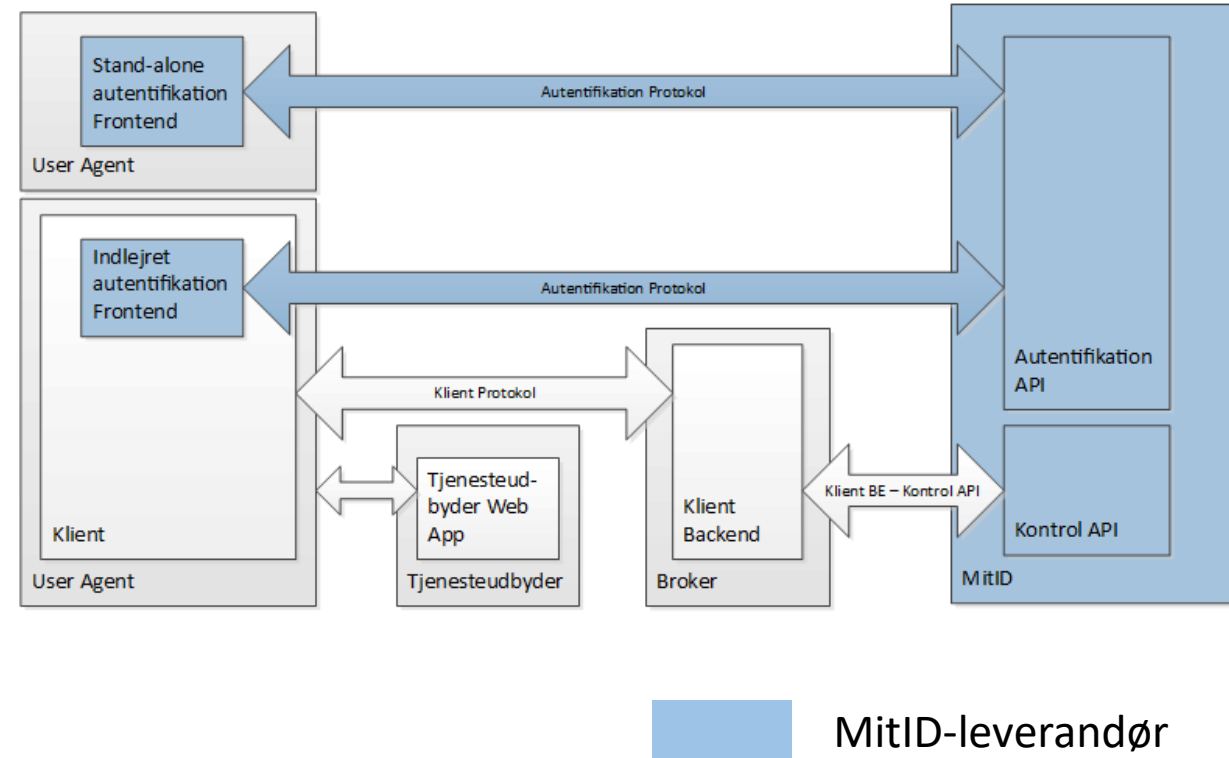 Stand-alone
autentifikation
Frontend
User Agent
Autentifikation Protokol
Indlejret
autentifikation
Frontend
Autentifikation Protokol
Autentifikation
API
Klient Protokol
Tjenesteud-
byder Web
App
Klient
Backend
Klient BE – Kontrol API
Kontrol API
Klient
User Agent
Tjenesteudbyder
Broker
MitID
MitID-leverandør